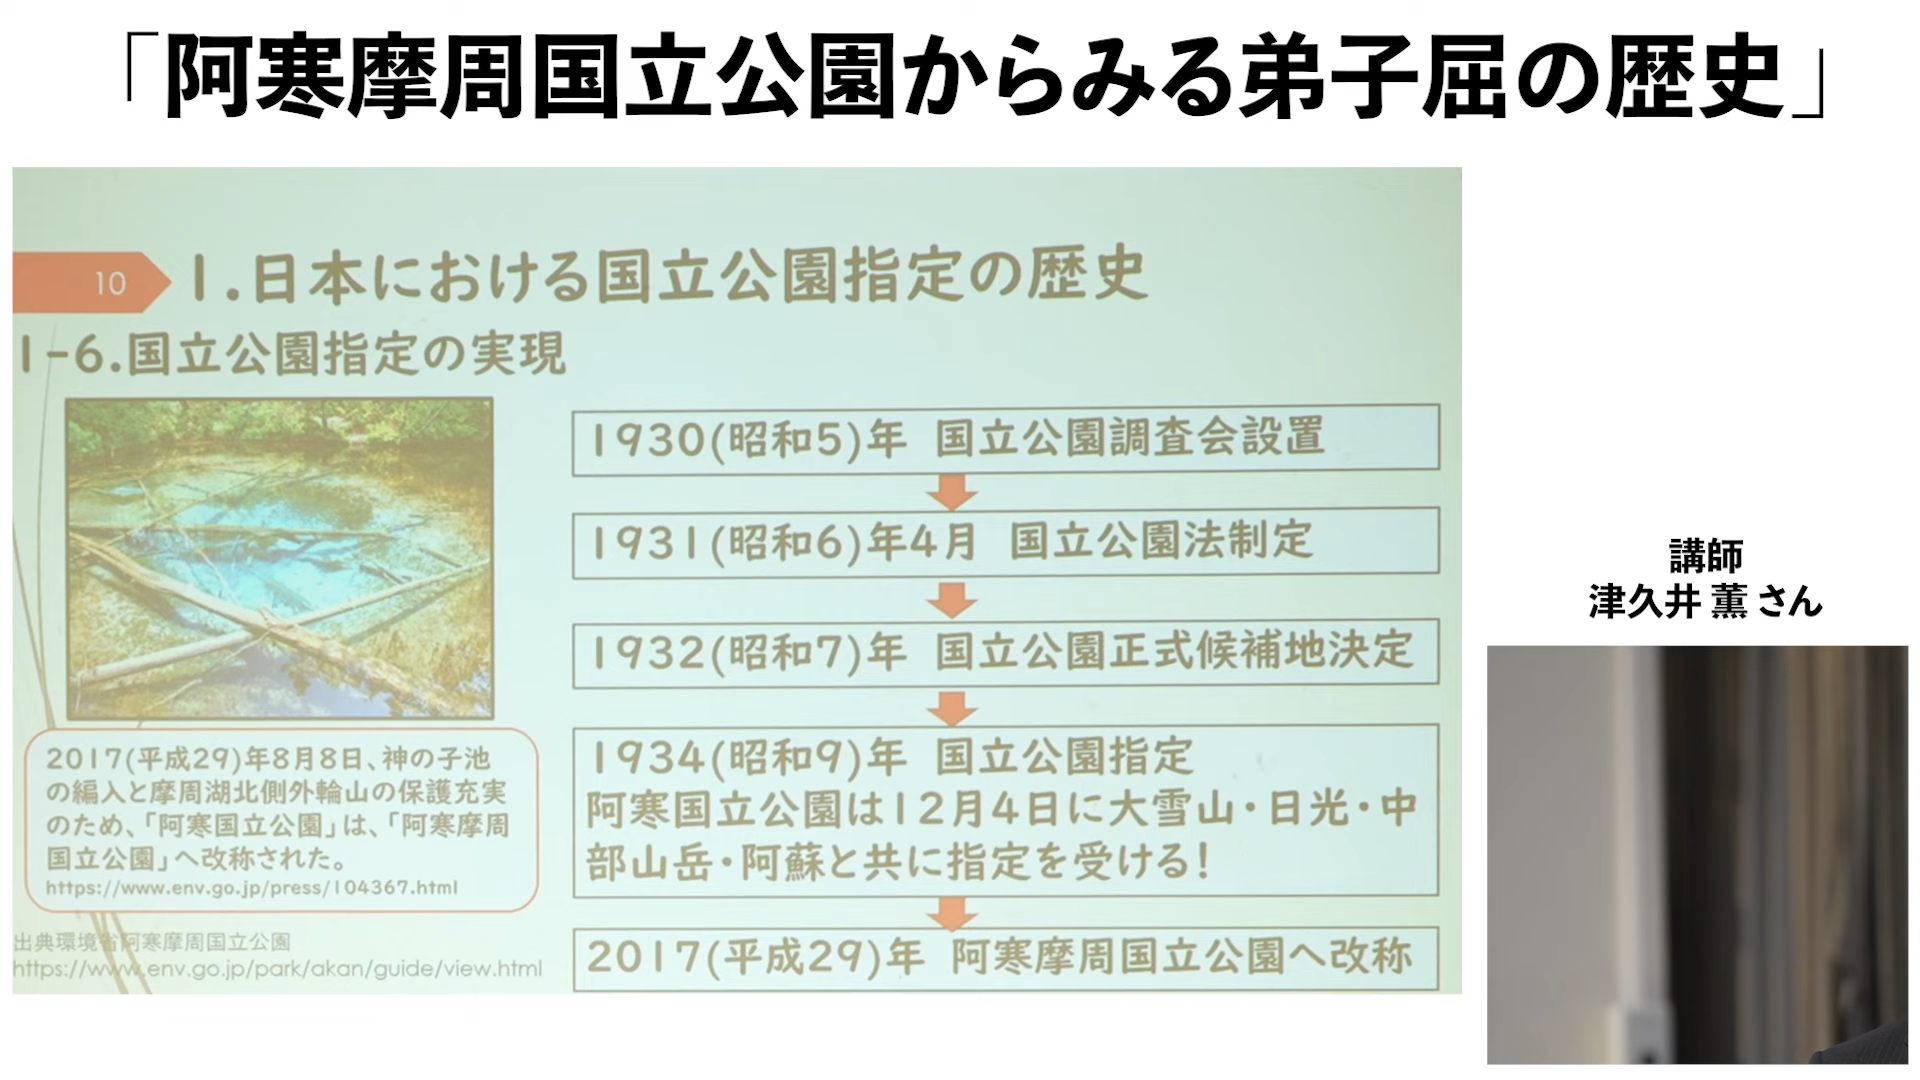 「阿寒摩周国立公園からみる弟子屈の歴史」
10
1.日本における国立公園指定の歴史
1-6.国立公園指定の実現
1930(昭和5)年 国立公園調査会設置
1931(昭和6)年4月 国立公園法制定
1932(昭和7)年 国立公園正式候補地決定
1934(昭和9)年 国立公園指定
阿寒国立公園は12月4日に大雪山・日光・中
部山岳・阿蘇と共に指定を受ける!
2017(平成29)年 阿寒摩周国立公園へ改称
2017(平成29)年8月8日、神の子池
の編入と摩周湖北側外輪山の保護充実
のため、「阿寒国立公園」は、「阿寒摩周
国立公園」へ改称された。
https://www.env.go.jp/press/104367.html
出典環境省阿寒摩周国立公園
https://www.env.go.jp/park/akan/guide/view.html
講師
津久井 薫 さん